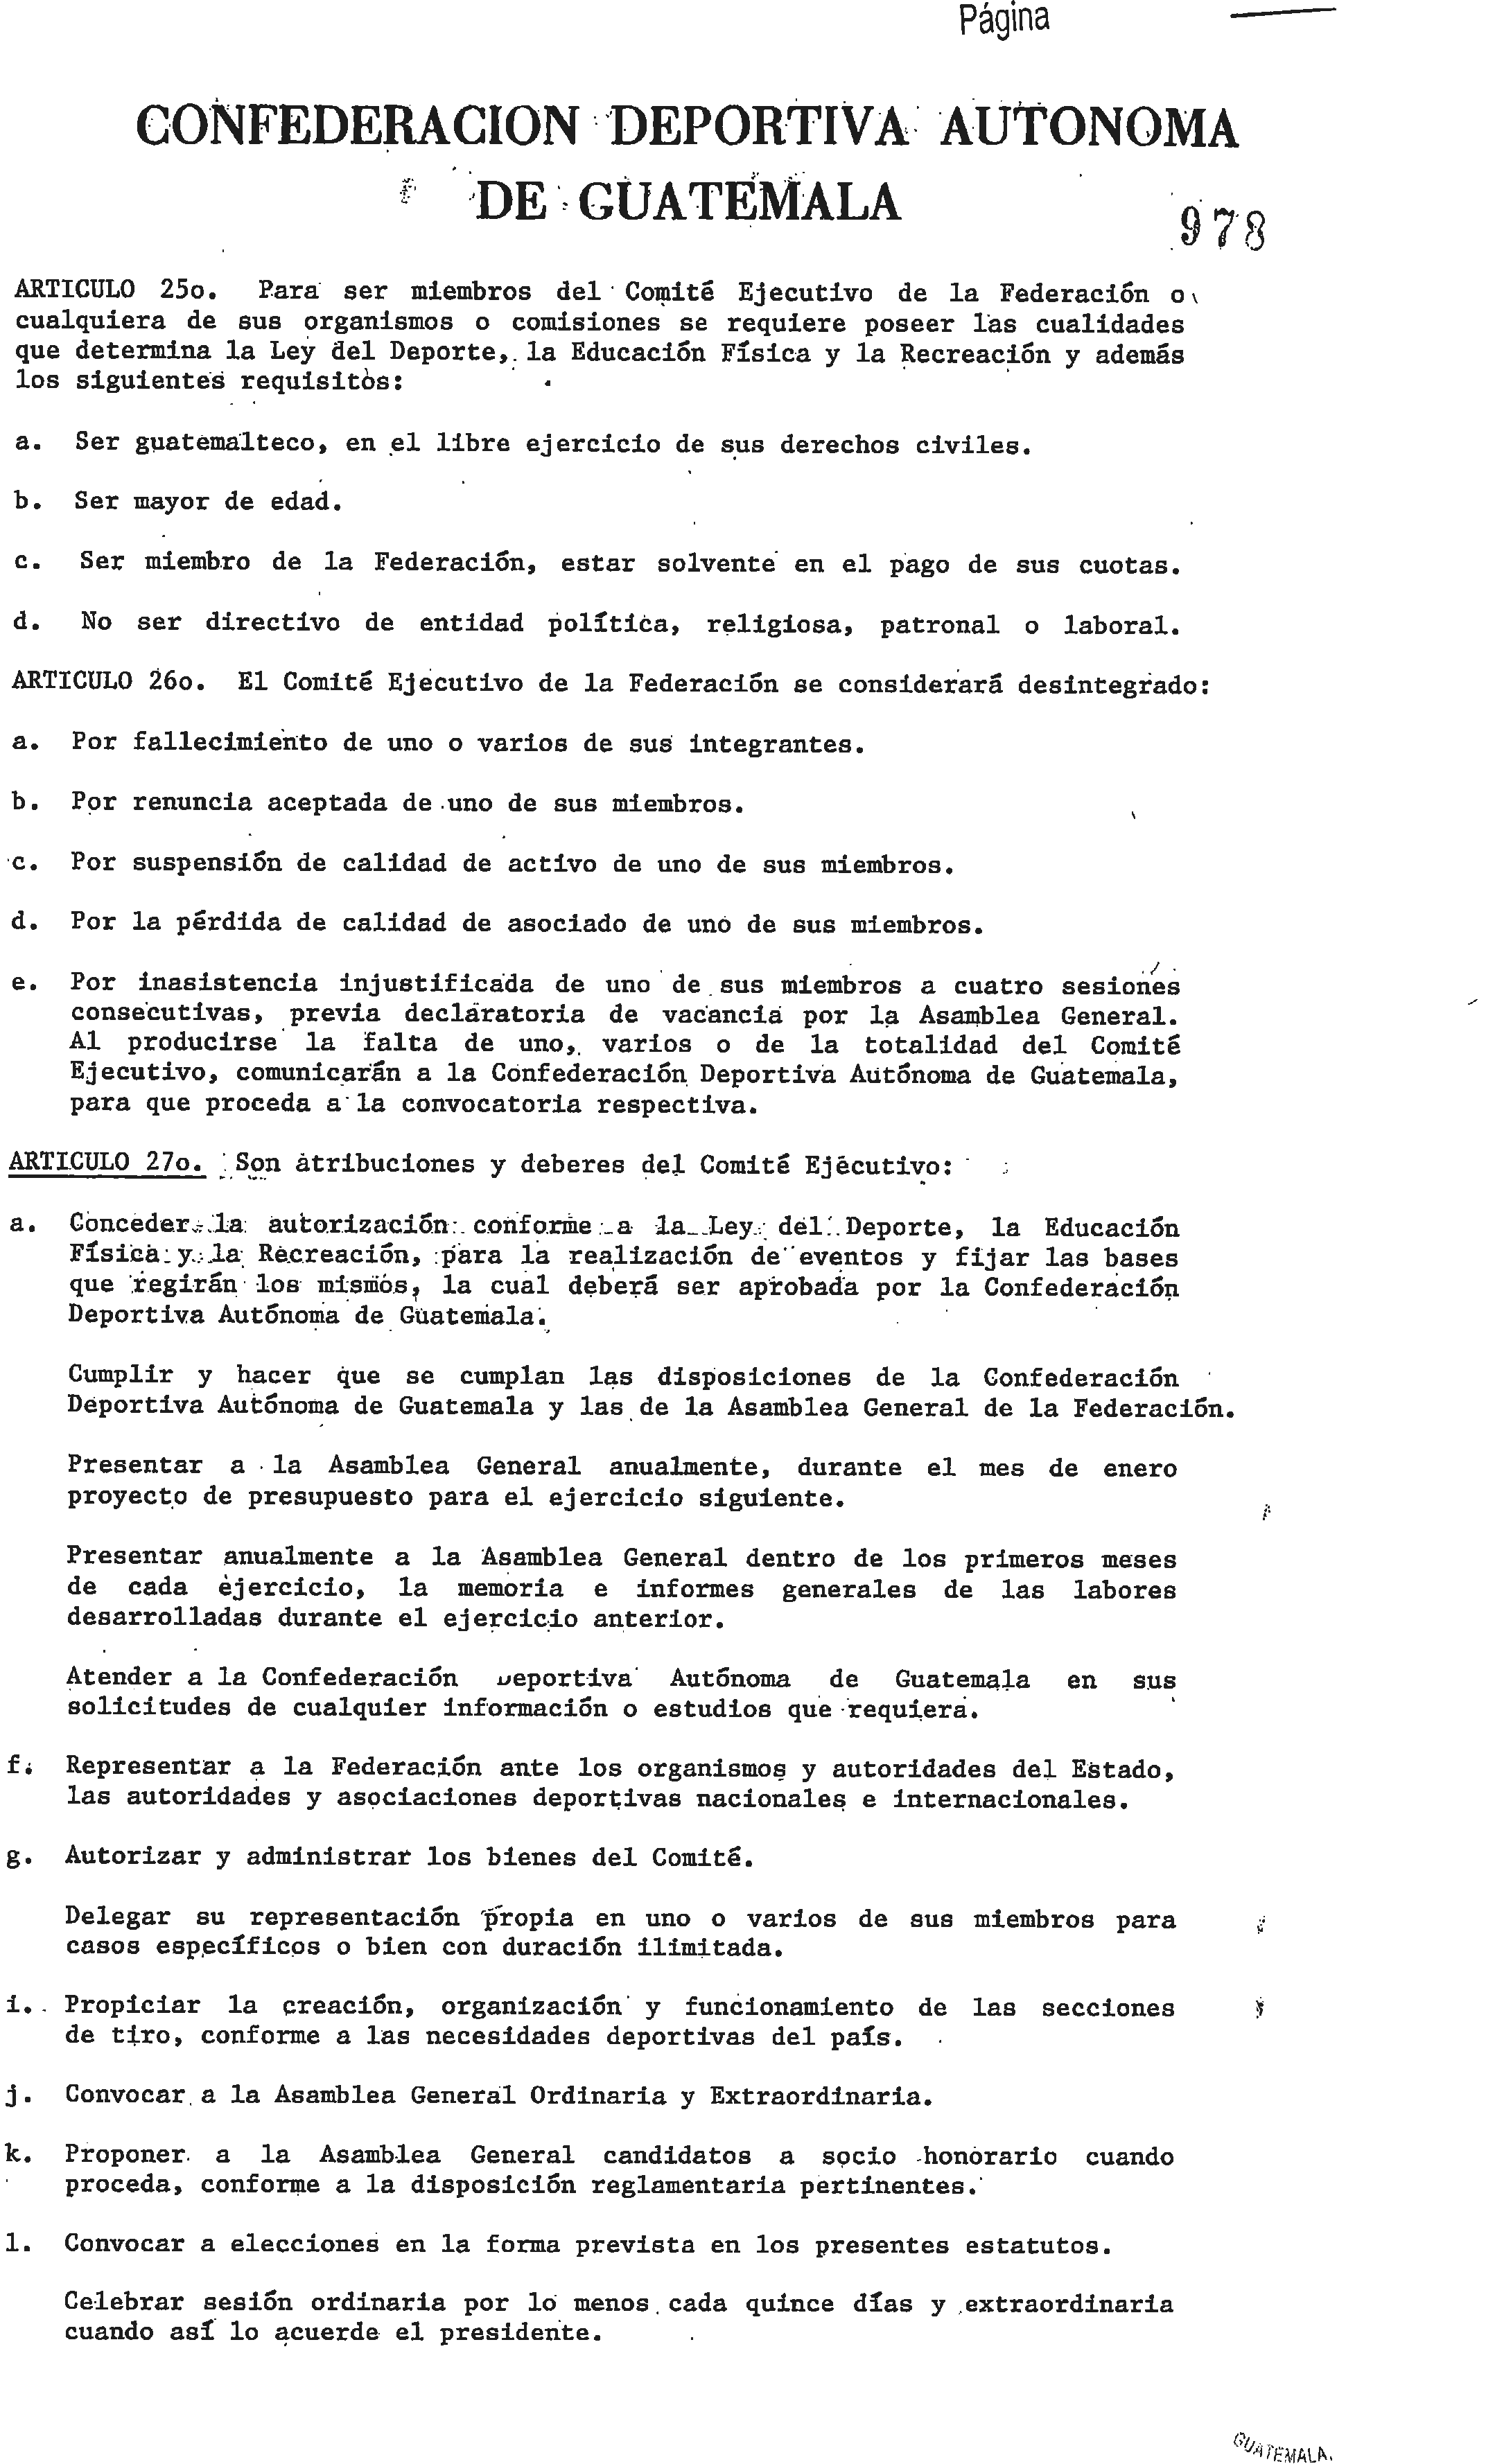 Página
CONFEDERACION DEPORTIVA AUTONOMA
DE GUATEMALA
978
ARTICULO 25o. Para ser miembros del Comité Ejecutivo de la Federación o
cualquiera de sus organismos o comisiones se requiere poseer las cualidades
que determina la Ley del Deporte, la Educación Física y la Recreación y además
los siguientes requisitos:
a. Ser guatemalteco, en el libre ejercicio de sus derechos civiles.
b. Ser mayor de edad.
c. Ser miembro de la Federación, estar solvente en el pago de sus cuotas.
d. No ser directivo de entidad política, religiosa, patronal o laboral.
ARTICULO 26o. El Comité Ejecutivo de la Federación se considerará desintegrado:
a. Por fallecimiento de uno o varios de sus integrantes.
b. Por renuncia aceptada de uno de sus miembros.
c. Por suspensión de calidad de activo de uno de sus miembros.
d. Por la pérdida de calidad de asociado de uno de sus miembros.
e. Por inasistencia injustificada de uno de sus miembros a cuatro sesiones
consecutivas, previa declaratoria de vacancia por la Asamblea General.
Al producirse la falta de uno, varios o de la totalidad del Comité
Ejecutivo, comunicarán a la Confederación Deportiva Autónoma de Guatemala,
para que proceda a la convocatoria respectiva.
ARTICULO 27o. Son atribuciones y deberes del Comité Ejecutivo:
a. Conceder la autorización conforme a la Ley del Deporte, la Educación
Física y la Recreación, para la realización de eventos y fijar las bases
que regirán los mismos, la cual deberá ser aprobada por la Confederación
Deportiva Autónoma de Guatemala.
Cumplir y hacer que se cumplan las disposiciones de la Confederación
Deportiva Autónoma de Guatemala y las de la Asamblea General de la Federación.
Presentar a la Asamblea General anualmente, durante el mes de enero
proyecto de presupuesto para el ejercicio siguiente.
Presentar anualmente a la Asamblea General dentro de los primeros meses
de cada ejercicio, la memoria e informes generales de las labores
desarrolladas durante el ejercicio anterior.
Atender a la Confederación Deportiva Autónoma de Guatemala en sus
solicitudes de cualquier información o estudios que requiera.
f. Representar a la Federación ante los organismos y autoridades del Estado,
las autoridades y asociaciones deportivas nacionales e internacionales.
g. Autorizar y administrar los bienes del Comité.
Delegar su representación propia en uno o varios de sus miembros para
casos específicos o bien con duración ilimitada.
i. Propiciar la creación, organización y funcionamiento de las secciones
de tiro, conforme a las necesidades deportivas del país.
j. Convocar a la Asamblea General Ordinaria y Extraordinaria.
k. Proponer a la Asamblea General candidatos a socio honorario cuando
proceda, conforme a la disposición reglamentaria pertinentes.
l. Convocar a elecciones en la forma prevista en los presentes estatutos.
Celebrar sesión ordinaria por lo menos cada quince días y extraordinaria
cuando así lo acuerde el presidente.
GUATEMALA.